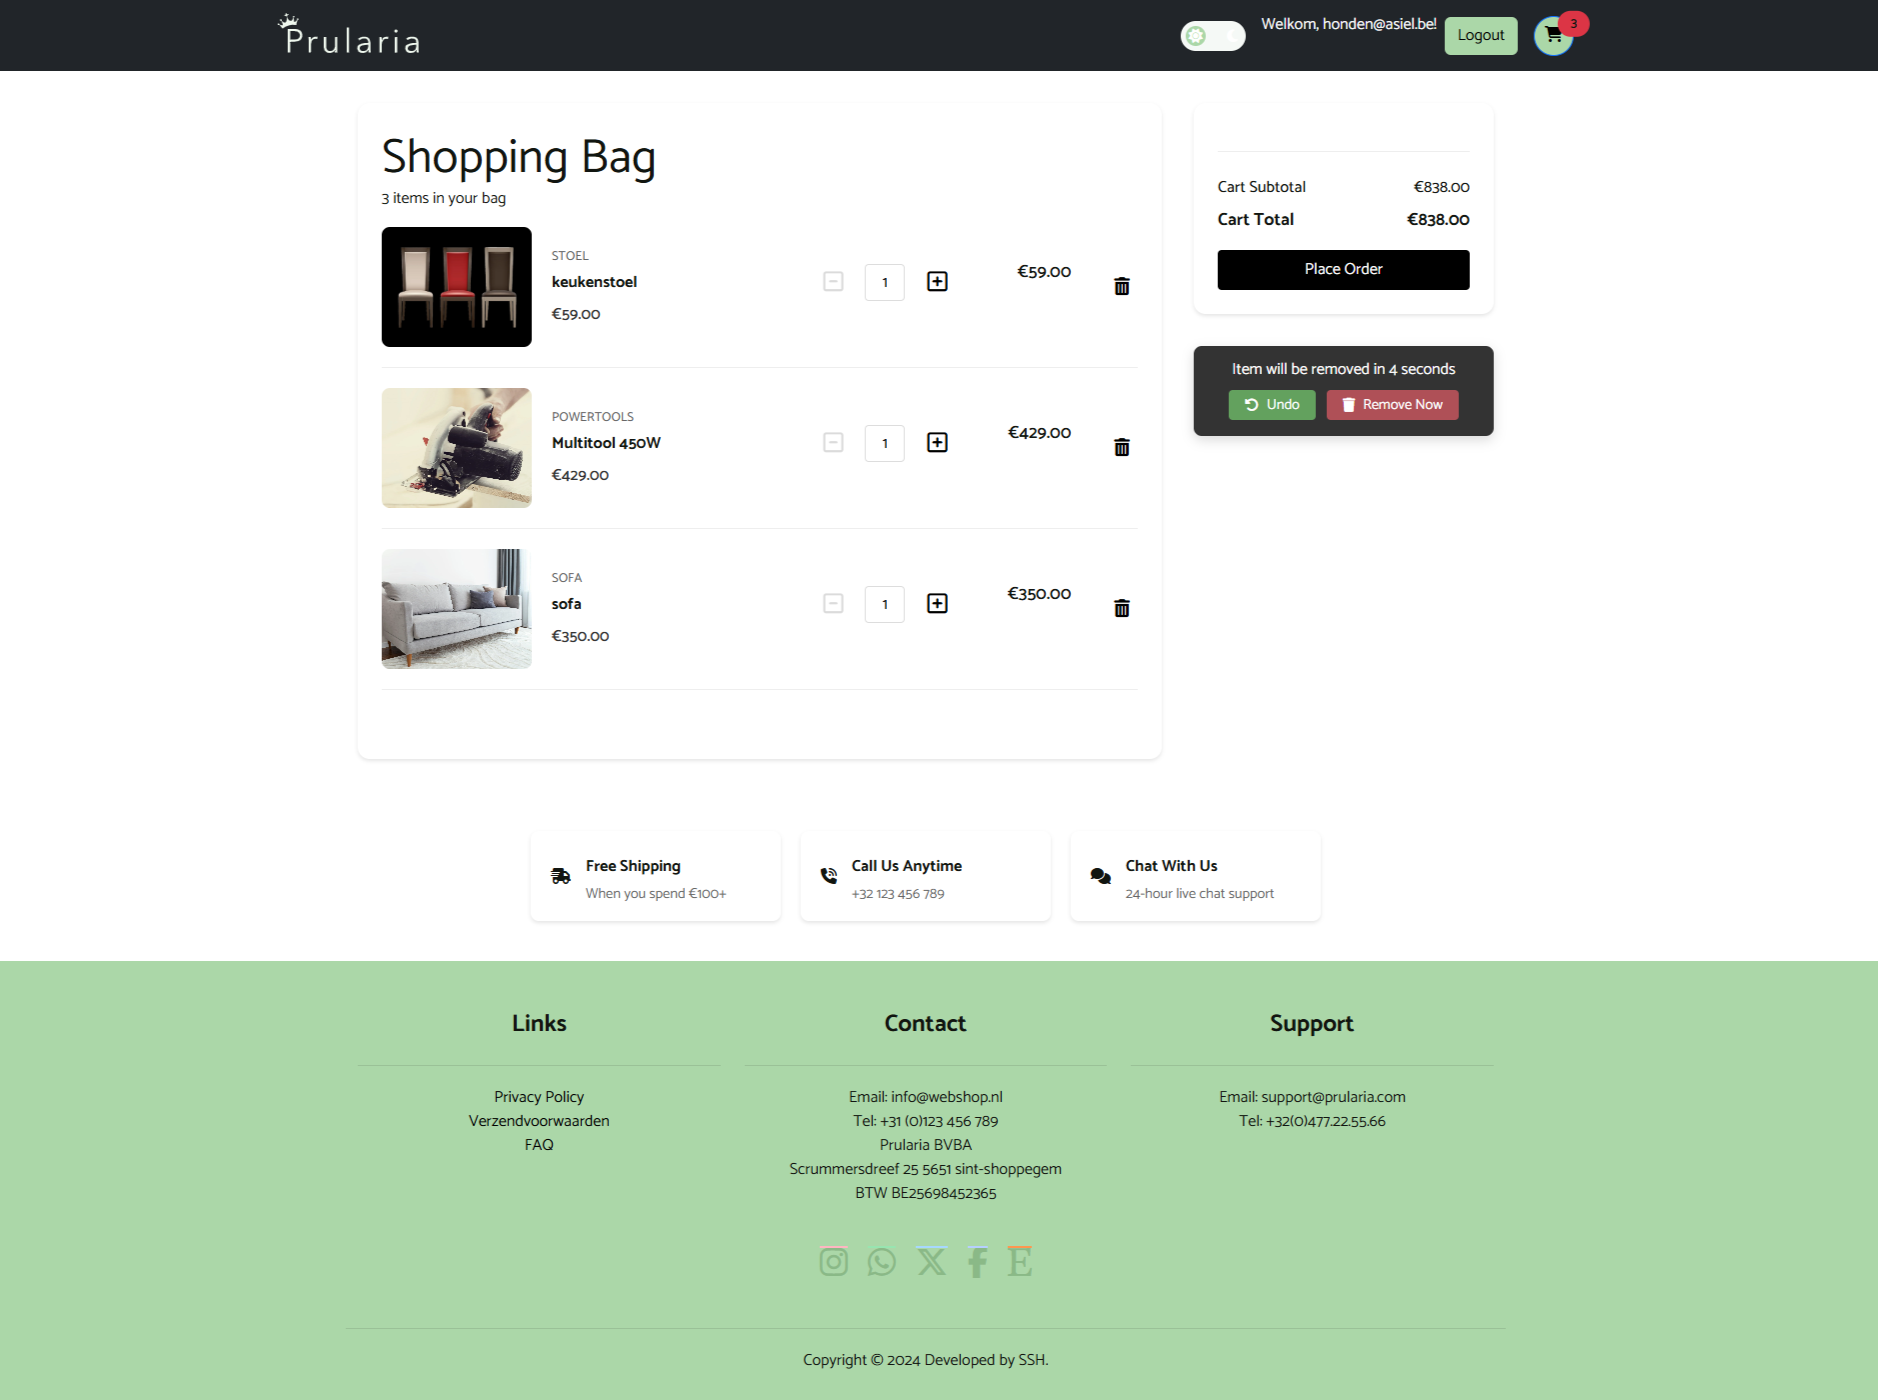 Prularia
Welkom, honden@asiel.be!
Logout
3
Shopping Bag
3 items in your bag
STOEL
keukenstoel
€59.00
1
€59.00
POWERTOOLS
Multitool 450W
€429.00
1
€429.00
SOFA
sofa
€350.00
1
€350.00
Cart Subtotal €838.00
Cart Total €838.00
Place Order
Item will be removed in 4 seconds
Undo
Remove Now
Free Shipping
When you spend €100+
Call Us Anytime
+32 123 456 789
Chat With Us
24-hour live chat support
Links
Privacy Policy
Verzendvoorwaarden
FAQ
Contact
Email: info@webshop.nl
Tel: +31 (0)123 456 789
Prularia BVBA
Scrummersdreef 25 5651 sint-shoppegem
BTW BE25698452365
Support
Email: support@prularia.com
Tel: +32(0)477.22.55.66
Copyright © 2024 Developed by SSH.